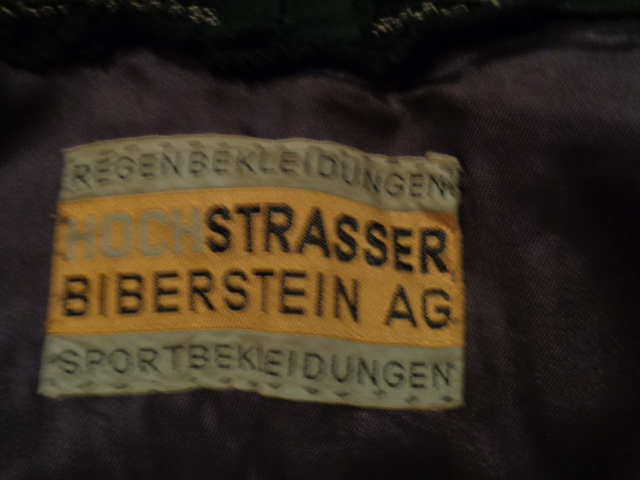 REGENBEKLEIDUNGEN
HOCHSTRASSER
BIBERSTEIN AG
SPORTBEKLEIDUNGEN